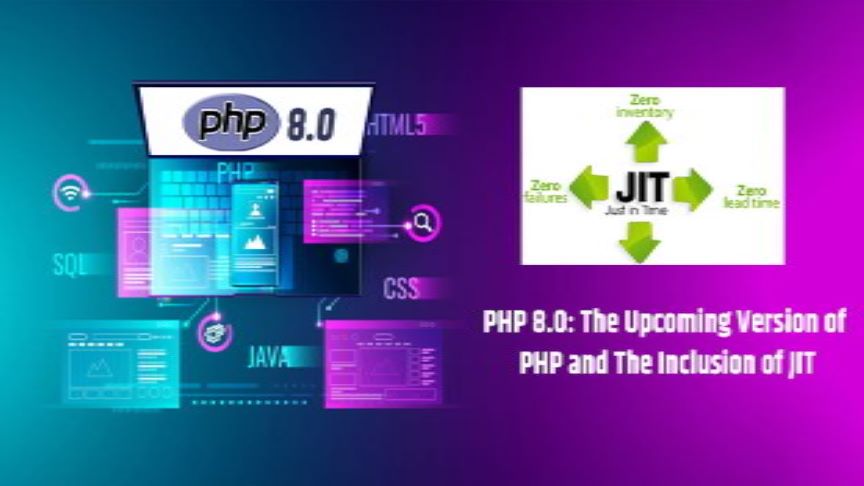 php 8.0
HTML5
PHP
SQL
CSS
JAVA
Zero
inventory
Zero
failures
JIT
Just in Time
Zero
lead time
PHP 8.0: The Upcoming Version of
PHP and The Inclusion of JIT